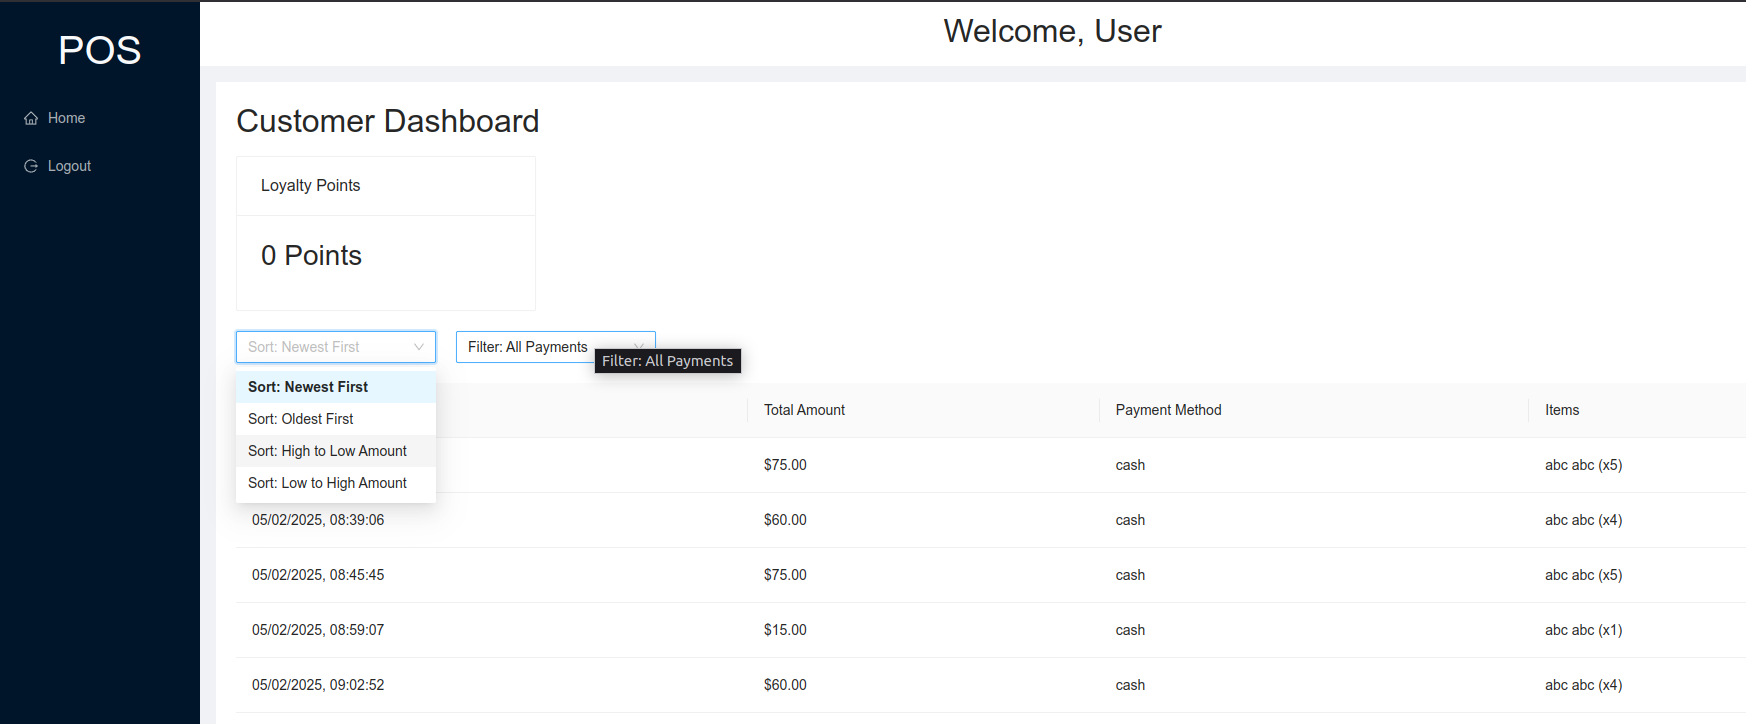 POS
Home
Logout
Welcome, User
Customer Dashboard
Loyalty Points
0 Points
Sort: Newest First
Filter: All Payments
Filter: All Payments
Sort: Newest First
Sort: Oldest First
Sort: High to Low Amount
Sort: Low to High Amount
Total Amount Payment Method Items
$75.00 cash abc abc (x5)
05/02/2025, 08:39:06 $60.00 cash abc abc (x4)
05/02/2025, 08:45:45 $75.00 cash abc abc (x5)
05/02/2025, 08:59:07 $15.00 cash abc abc (x1)
05/02/2025, 09:02:52 $60.00 cash abc abc (x4)